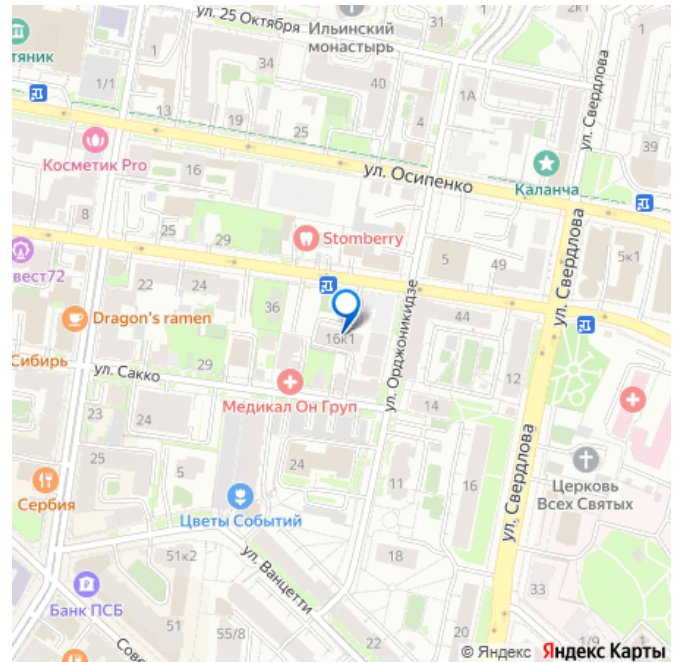 ул. 25 Октября
Ильинский
монастырь
1/1
1
ул. Свердлова
тяник
1/1
1
13
19
25
40
1А
4
39
Косметик Pro
16
ул. Осипенко
Каланча
8
25
29
Stomberry
5
49
5к1
вест72
22
24
36
ул. Орджоникидзе
44
ул. Свердлова
Dragon's ramen
16к1
Сибирь
ул. Сакко
29
12
Медикал Он Груп
14
23
25
5
24
11
16
Церковь
Всех Святых
Сербия
Цветы Событий
ул. Свердлова
51к2
ул. Ванцетти
18
33
Банк ПСБ
51
55/8
22
20
1/9
Сове
© Яндекс Яндекс Карты